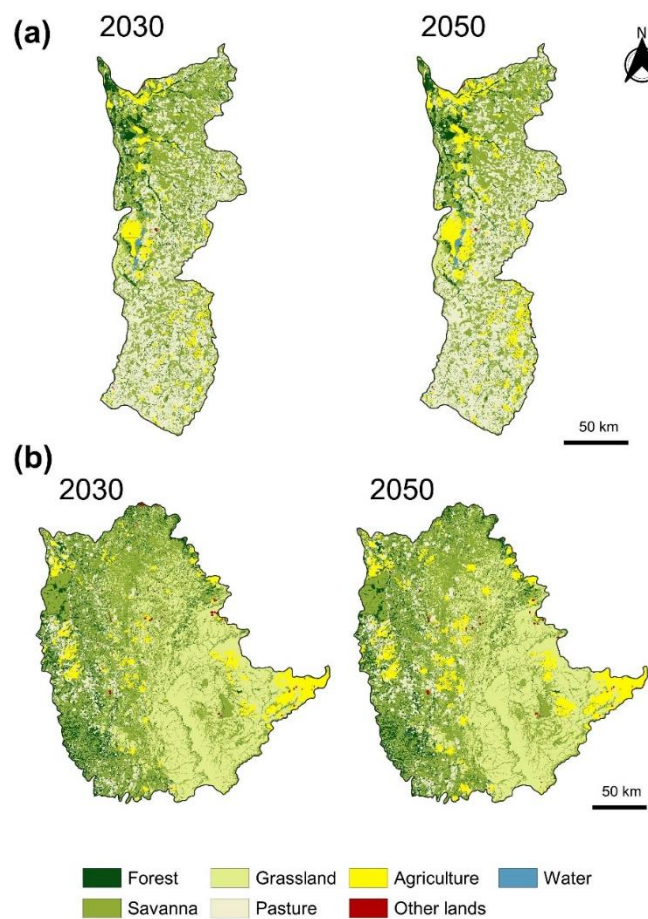 (a)
2030 2050
N
50 km
(b)
2030 2050
50 km
Forest Grassland Agriculture Water
Savanna Pasture Other lands